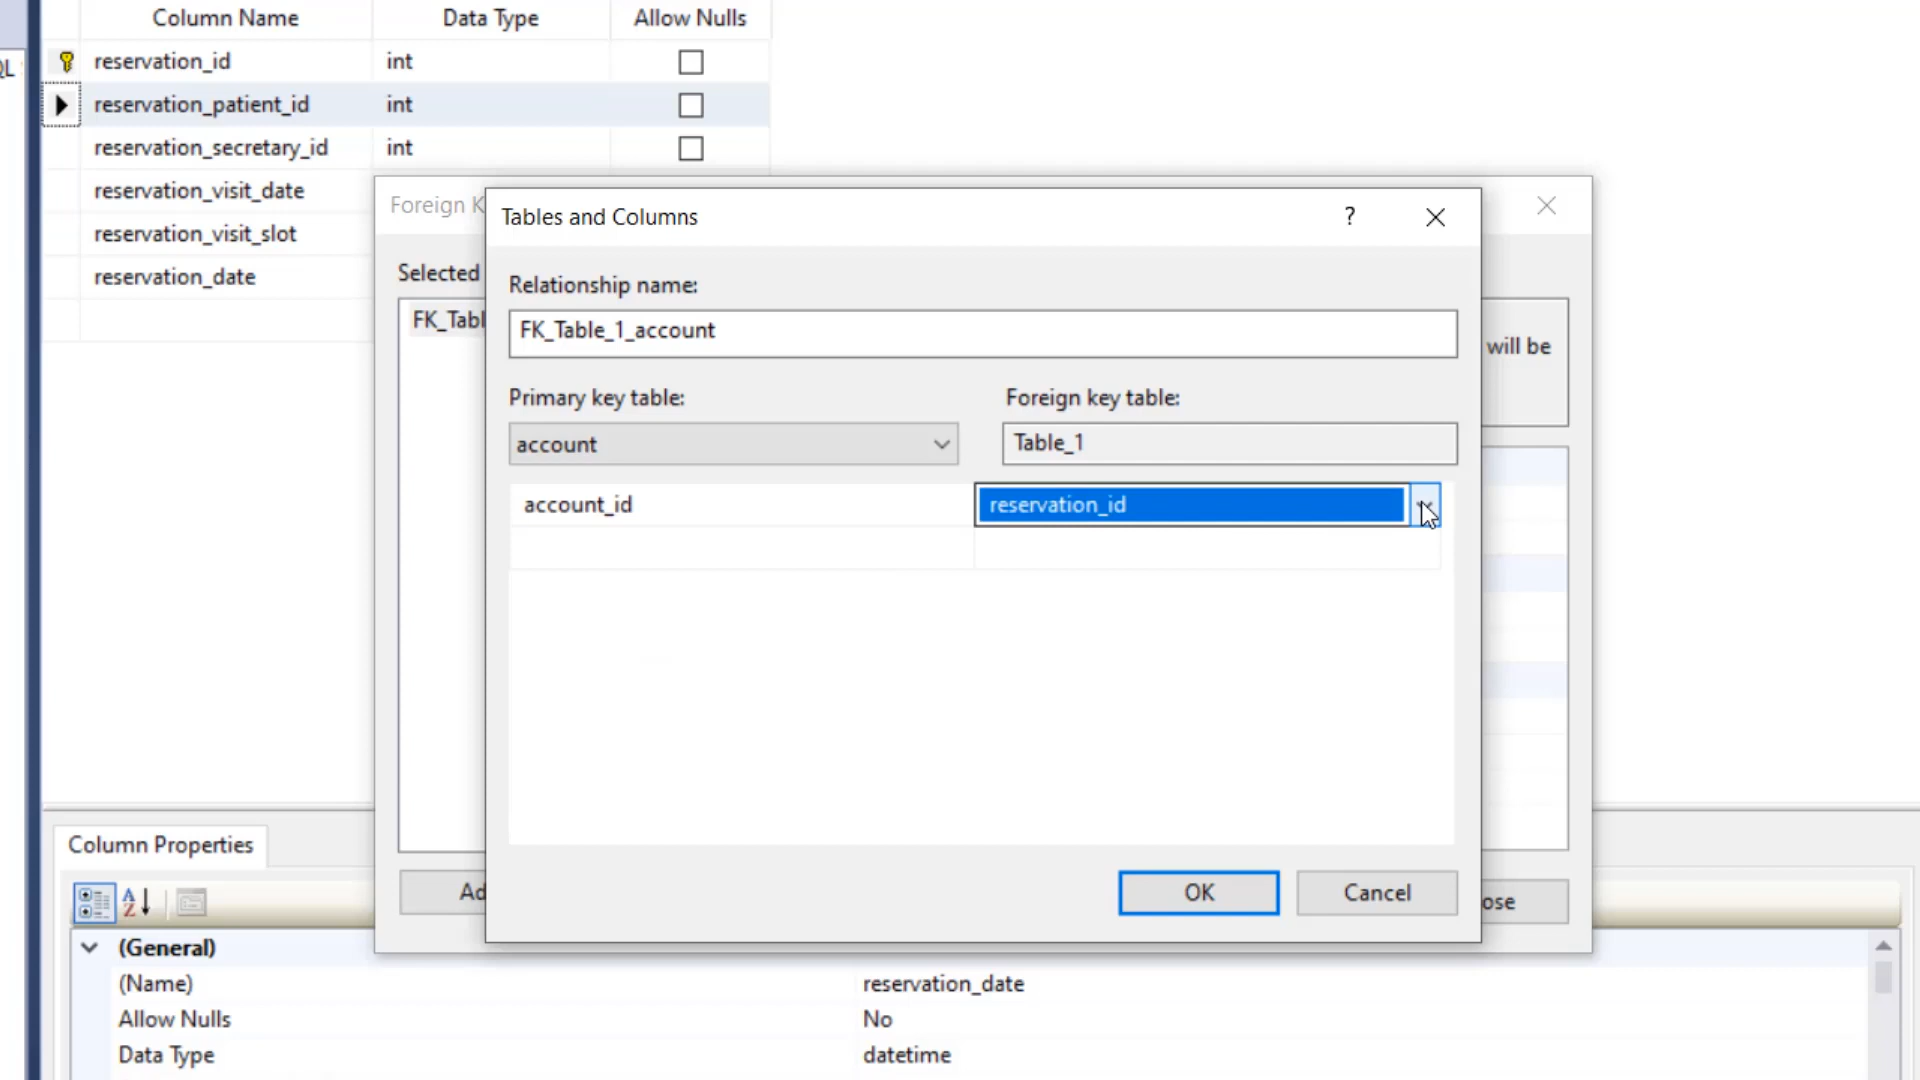 Column Name Data Type Allow Nulls
reservation_id int
reservation_patient_id int
reservation_secretary_id int
reservation_visit_date
reservation_visit_slot
reservation_date
QL
Foreign K
Selected
FK_Tabl
Tables and Columns ?
Relationship name:
FK_Table_1_account
will be
Primary key table: Foreign key table:
account Table_1
account_id reservation_id
Ad
OK Cancel
ose
Column Properties
A
Z
(General)
(Name) reservation_date
Allow Nulls No
Data Type datetime